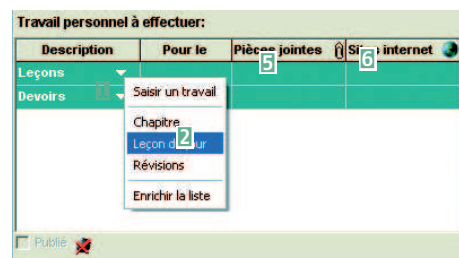 Travail personnel à effectuer:
Description Pour le Pièces jointes Sites internet
5 6
Leçons
Devoirs
Saisir un travail
Chapitre
Leçon du jour
2
Révisions
Enrichir la liste
Publié